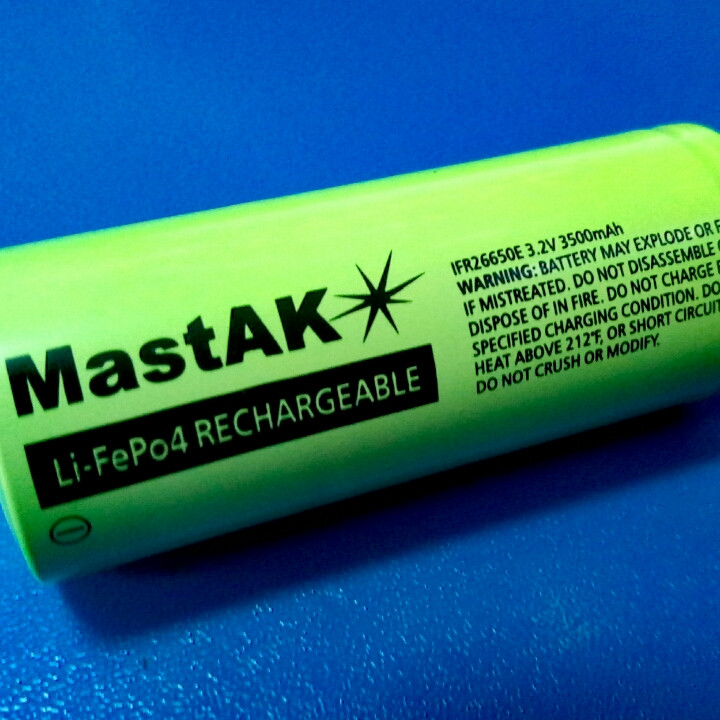 MastAK
Li-FePo4 RECHARGEABLE
IFR26650E 3.2V 3500mAh
WARNING: BATTERY MAY EXPLODE OR
IF MISTREATED. DO NOT DISASSEMBLE
DISPOSE OF IN FIRE. DO NOT CHARGE
SPECIFIED CHARGING CONDITION. DO
HEAT ABOVE 212°F, OR SHORT CIRCUIT
DO NOT CRUSH OR MODIFY.